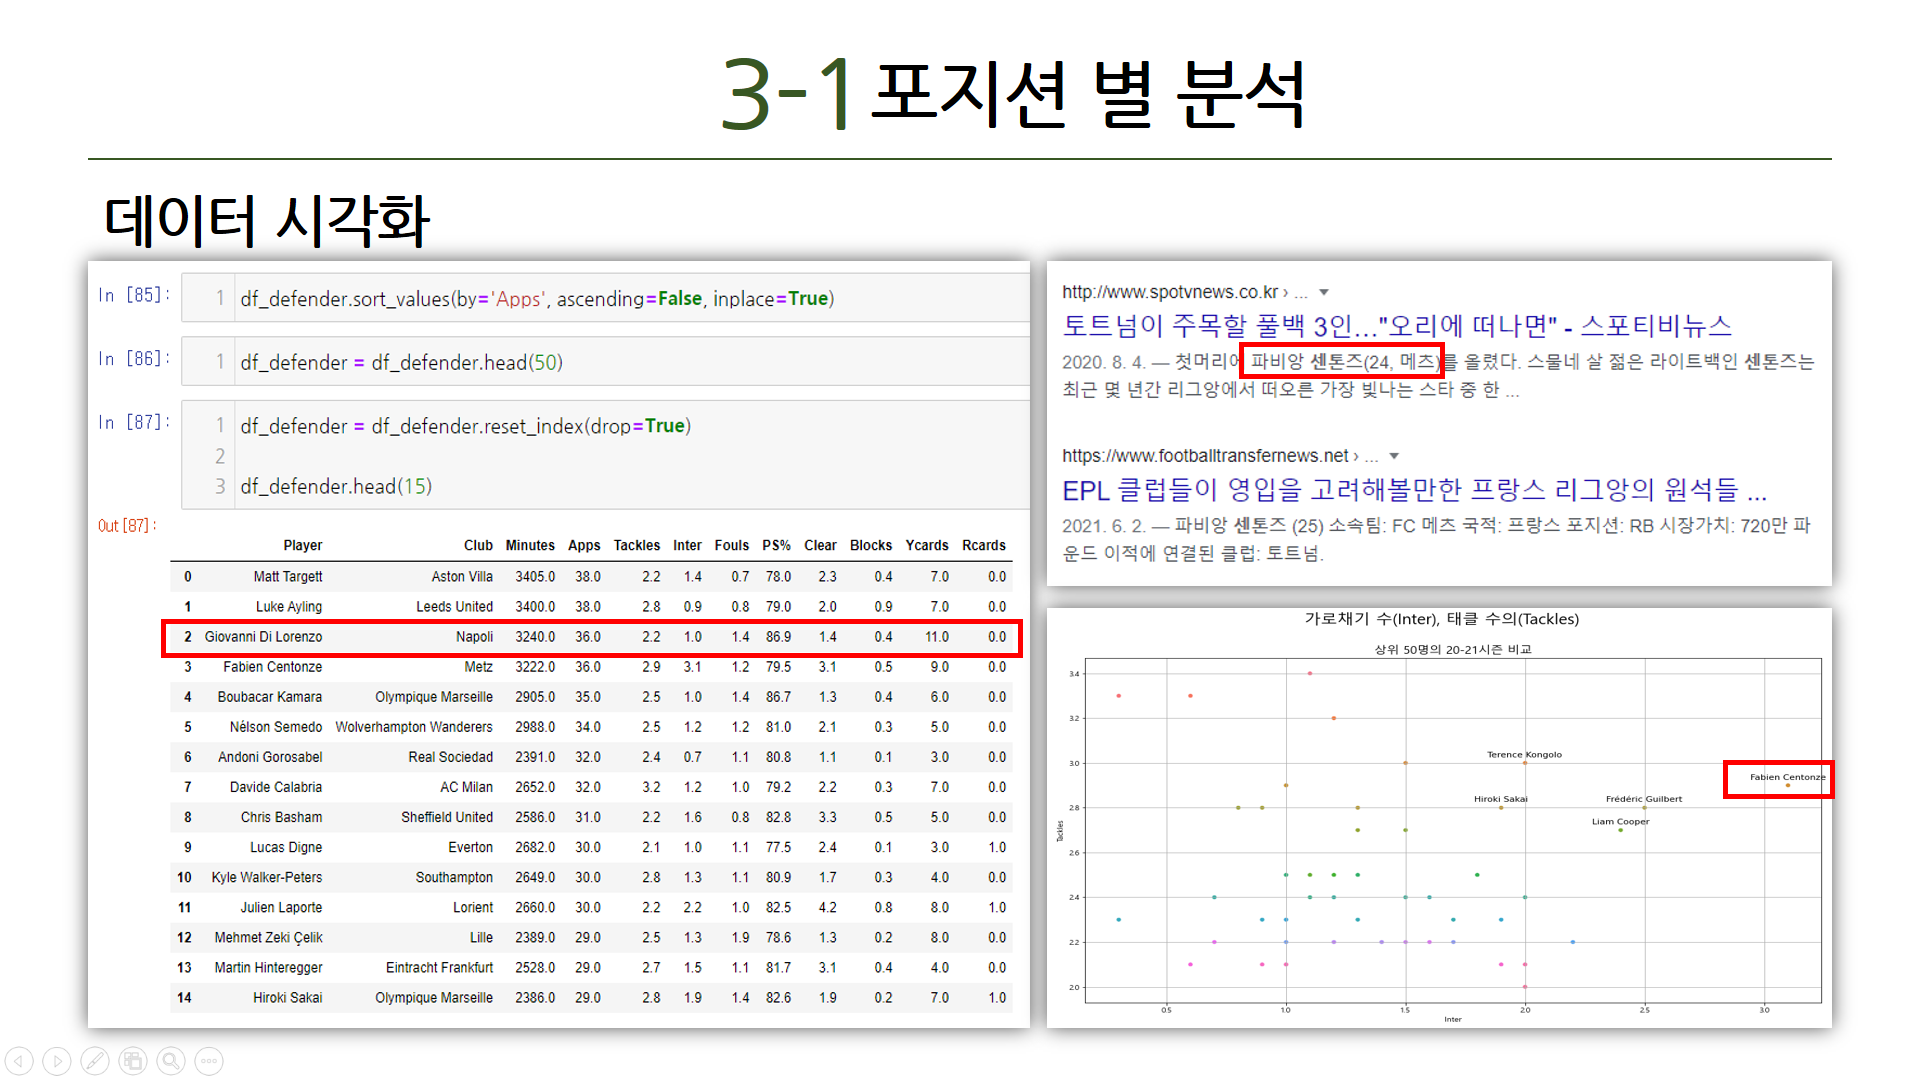 3-1 포지션 별 분석
데이터 시각화
In [85]:
1 df_defender.sort_values(by='Apps', ascending=False, inplace=True)
In [86]:
1 df_defender = df_defender.head(50)
In [87]:
1 df_defender = df_defender.reset_index(drop=True)
2
3 df_defender.head(15)
Out[87]:
Player Club Minutes Apps Tackles Inter Fouls PS% Clear Blocks Ycards Rcards
0 Matt Targett Aston Villa 3405.0 38.0 2.2 1.4 0.7 78.0 2.3 0.4 7.0 0.0
1 Luke Ayling Leeds United 3400.0 38.0 2.8 0.9 0.8 79.0 2.0 0.9 7.0 0.0
2 Giovanni Di Lorenzo Napoli 3240.0 36.0 2.2 1.0 1.4 86.9 1.4 0.4 11.0 0.0
3 Fabien Centonze Metz 3222.0 36.0 2.9 3.1 1.2 79.5 3.1 0.5 9.0 0.0
4 Boubacar Kamara Olympique Marseille 2905.0 35.0 2.5 1.0 1.4 86.7 1.3 0.4 6.0 0.0
5 Nélson Semedo Wolverhampton Wanderers 2988.0 34.0 2.5 1.2 1.2 81.0 2.1 0.3 5.0 0.0
6 Andoni Gorosabel Real Sociedad 2391.0 32.0 2.4 0.7 1.1 80.8 1.1 0.1 3.0 0.0
7 Davide Calabria AC Milan 2652.0 32.0 3.2 1.2 1.0 79.2 2.2 0.3 7.0 0.0
8 Chris Basham Sheffield United 2586.0 31.0 2.2 1.6 0.8 82.8 3.3 0.5 5.0 0.0
9 Lucas Digne Everton 2682.0 30.0 2.1 1.0 1.1 77.5 2.4 0.1 3.0 1.0
10 Kyle Walker-Peters Southampton 2649.0 30.0 2.8 1.3 1.1 80.9 1.7 0.3 4.0 0.0
11 Julien Laporte Lorient 2660.0 30.0 2.2 2.2 1.0 82.5 4.2 0.8 8.0 1.0
12 Mehmet Zeki Çelik Lille 2389.0 29.0 2.5 1.3 1.9 78.6 1.3 0.2 8.0 0.0
13 Martin Hinteregger Eintracht Frankfurt 2528.0 29.0 2.7 1.5 1.1 81.7 3.1 0.4 4.0 0.0
14 Hiroki Sakai Olympique Marseille 2386.0 29.0 2.8 1.9 1.4 82.6 1.9 0.2 7.0 1.0
http://www.spotvnews.co.kr › ...
토트넘이 주목할 풀백 3인..."오리에 떠나면" - 스포티비뉴스
2020. 8. 4. — 첫머리에 파비앙 센톤즈(24, 메츠)를 올렸다. 스물네 살 젊은 라이트백인 센톤즈는
최근 몇 년간 리그앙에서 떠오른 가장 빛나는 스타 중 한 ...
https://www.footballtransfernews.net › ...
EPL 클럽들이 영입을 고려해볼만한 프랑스 리그앙의 원석들 ...
2021. 6. 2. — 파비앙 센톤즈 (25) 소속팀: FC 메츠 국적: 프랑스 포지션: RB 시장가치: 720만 파
운드 이적에 연결된 클럽: 토트넘.
가로채기 수(Inter), 태클 수의(Tackles)
상위 50명의 20-21시즌 비교
3.4
3.2
Terence Kongolo
3.0
Fabien Centonze
Hiroki Sakai Frédéric Guilbert
2.8
Liam Cooper
Tackles
2.6
2.4
2.2
2.0
0.5 1.0 1.5 2.0 2.5 3.0
Inter